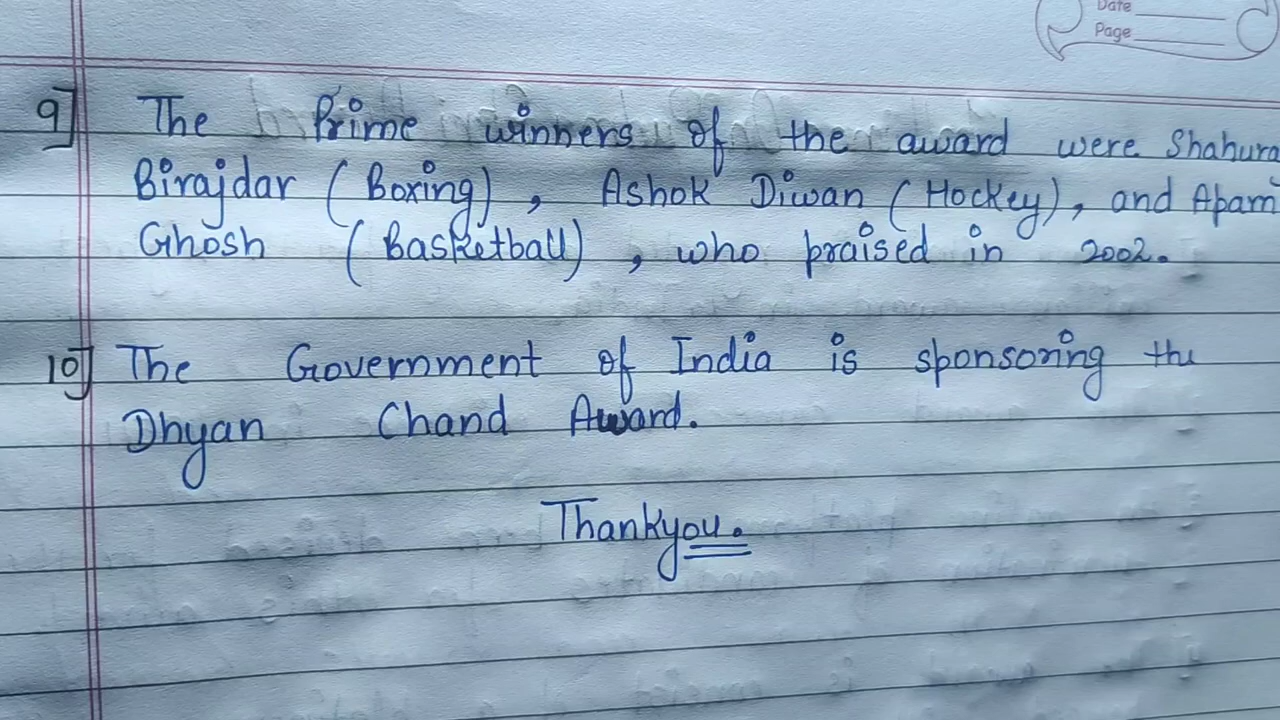 Date
Page
9] The Prime winners of the award were Shahura
Birajdar (Boxing), Ashok Diwan (Hockey), and Aparn
Ghosh (Basketball), who praised in 2002.
10] The Government of India is sponsoring the
Dhyan Chand Award.
Thankyou.